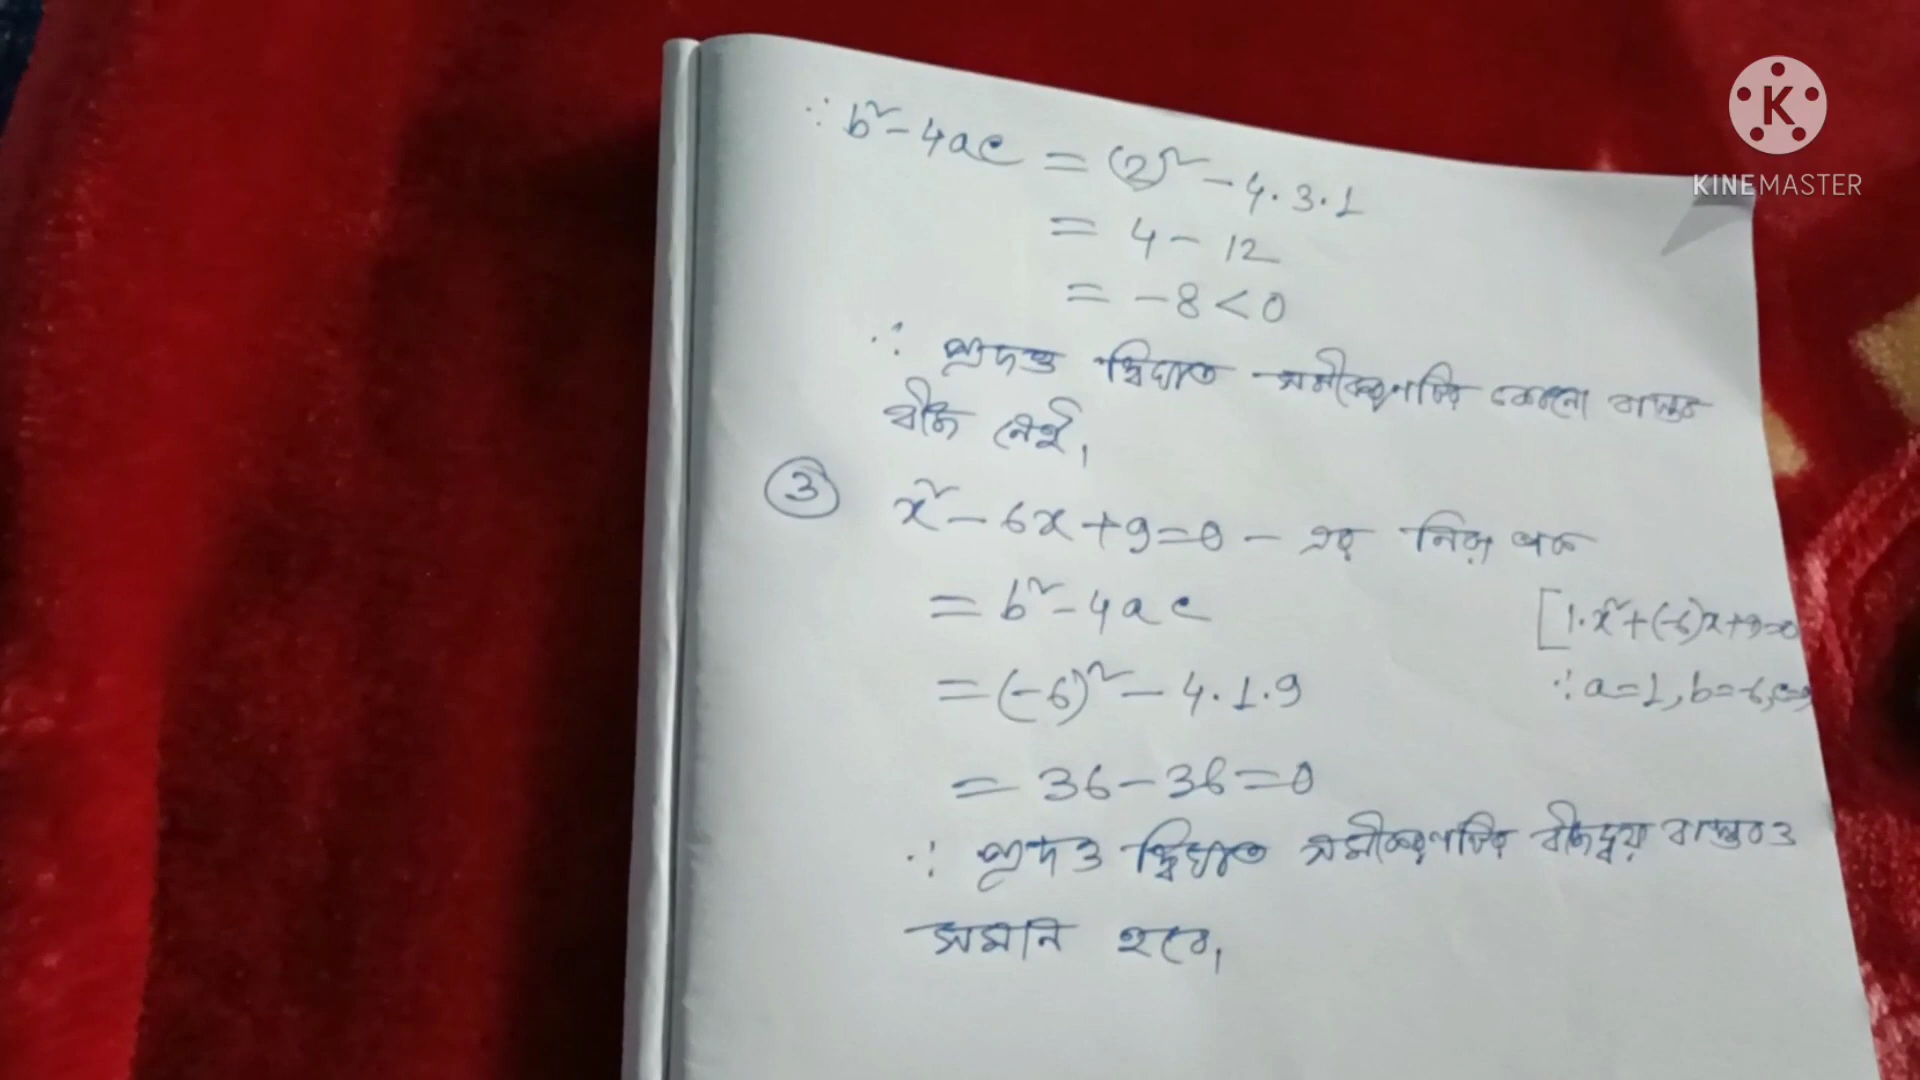 ∴ b² - 4ac = (2)² - 4.3.1
= 4 - 12
= -8 < 0
∴ প্রদত্ত দ্বিঘাত সমীকরণটির কোনো বাস্তব
বীজ নেই।
③ x² - 6x + 9 = 0 - এর নিরূপক
= b² - 4ac
[1.x² + (-6)x + 9 = 0
= (-6)² - 4.1.9
∴ a = 1, b = -6, c = 9
= 36 - 36 = 0
∴ প্রদত্ত দ্বিঘাত সমীকরণটির বীজদ্বয় বাস্তব ও
সমান হবে।
KINEMASTER